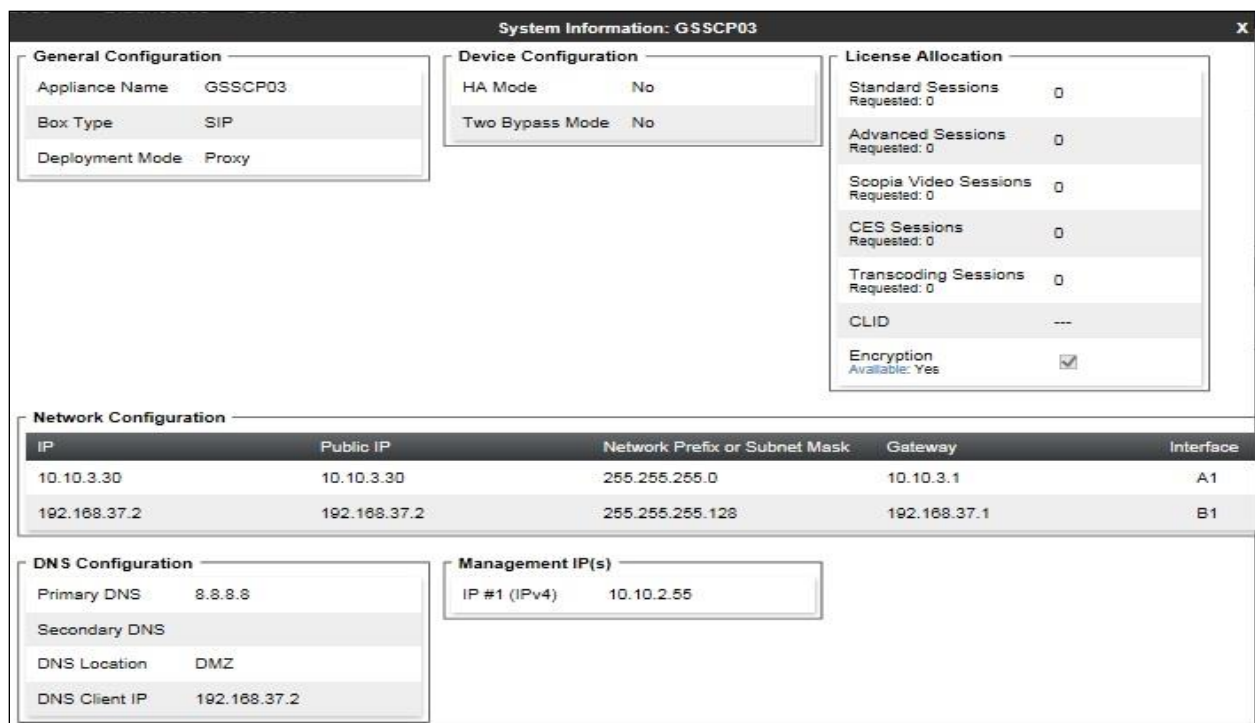 System Information: GSSCP03 X
General Configuration
Appliance Name GSSCP03
Box Type SIP
Deployment Mode Proxy
Device Configuration
HA Mode No
Two Bypass Mode No
License Allocation
Standard Sessions 0
Requested: 0
Advanced Sessions 0
Requested: 0
Scopia Video Sessions 0
Requested: 0
CES Sessions 0
Requested: 0
Transcoding Sessions 0
Requested: 0
CLID ---
Encryption
Available: Yes
Network Configuration
IP Public IP Network Prefix or Subnet Mask Gateway Interface
10.10.3.30 10.10.3.30 255.255.255.0 10.10.3.1 A1
192.168.37.2 192.168.37.2 255.255.255.128 192.168.37.1 B1
DNS Configuration
Primary DNS 8.8.8.8
Secondary DNS
DNS Location DMZ
DNS Client IP 192.168.37.2
Management IP(s)
IP #1 (IPv4) 10.10.2.55